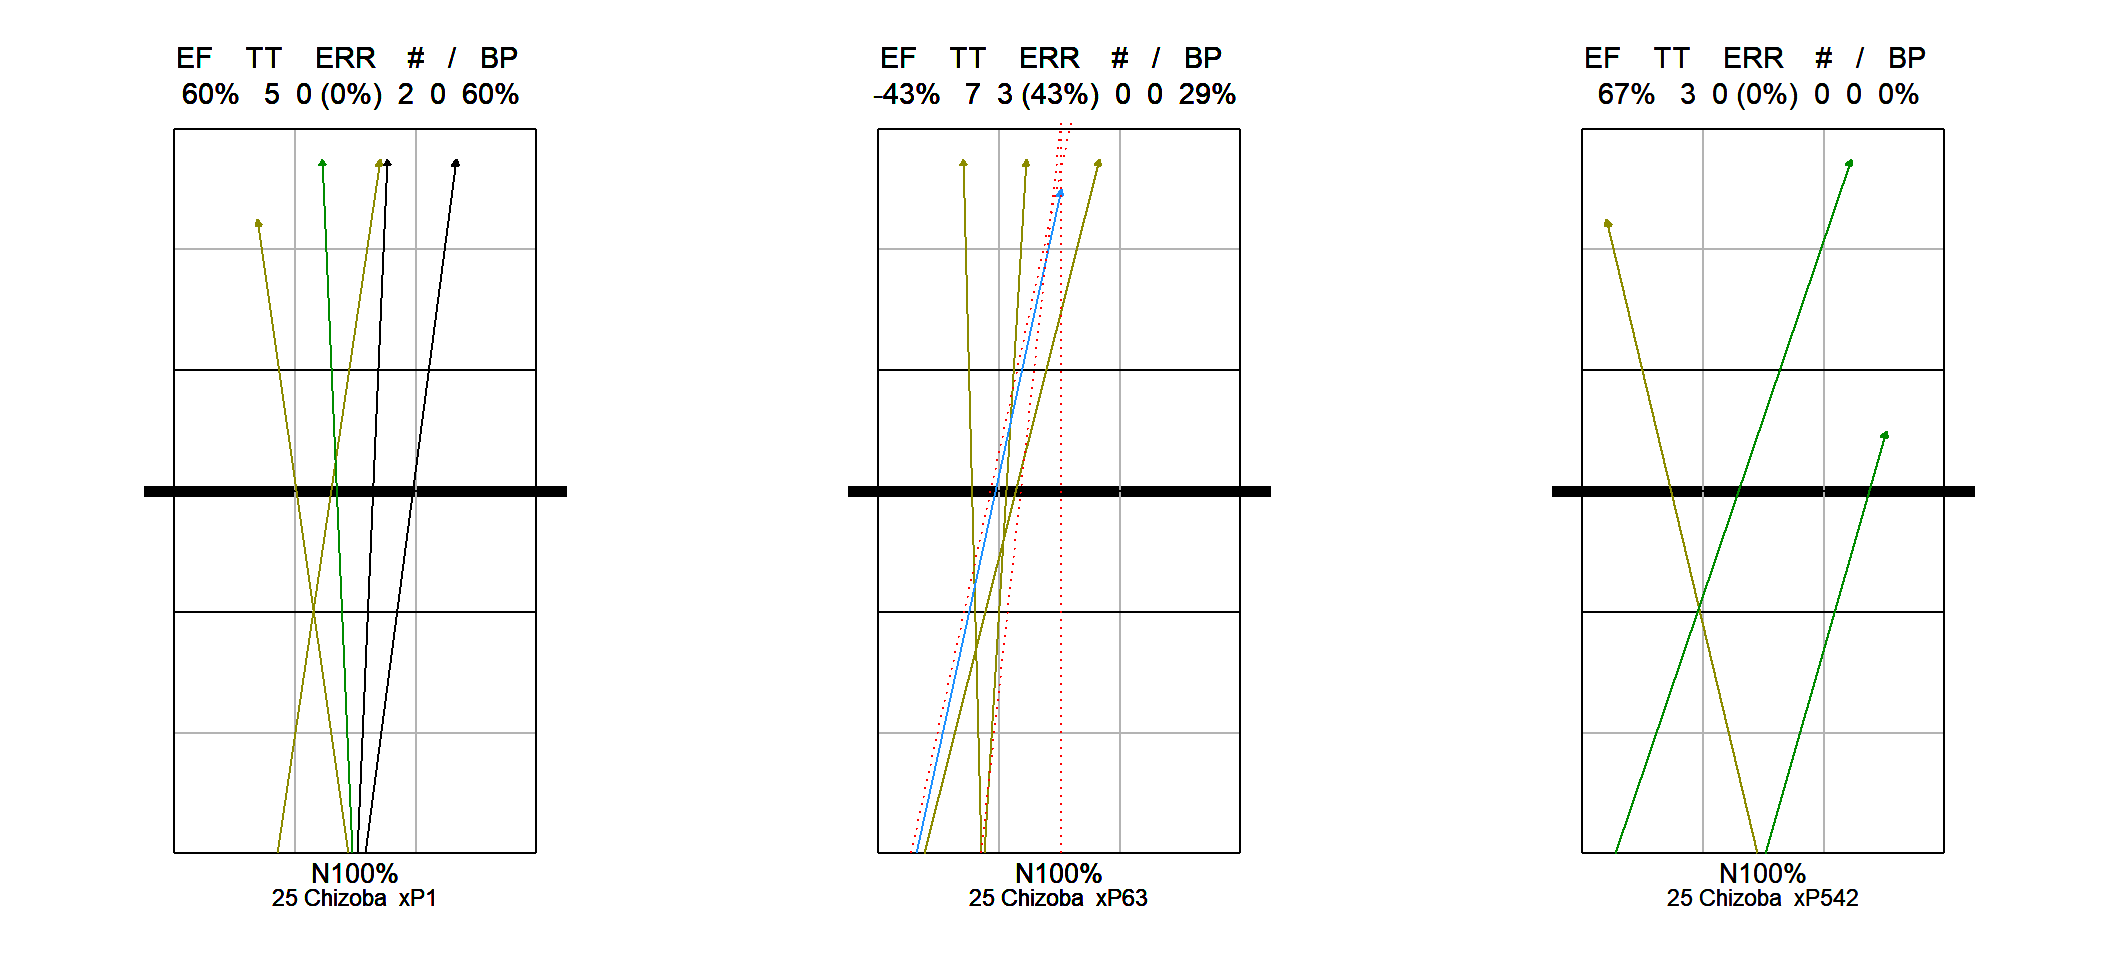 EF TT ERR # / BP
60% 5 0 (0%) 2 0 60%
N100%
25 Chizoba xP1
EF TT ERR # / BP
-43% 7 3 (43%) 0 0 29%
N100%
25 Chizoba xP63
EF TT ERR # / BP
67% 3 0 (0%) 0 0 0%
N100%
25 Chizoba xP542